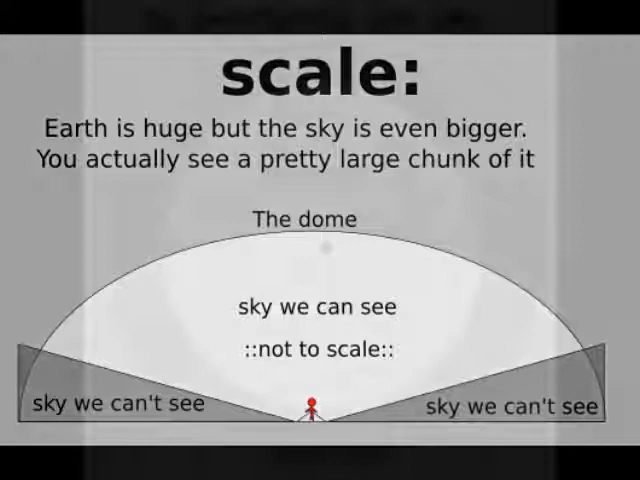 scale:
Earth is huge but the sky is even bigger.
You actually see a pretty large chunk of it
The dome
sky we can see
::not to scale::
sky we can't see
sky we can't see